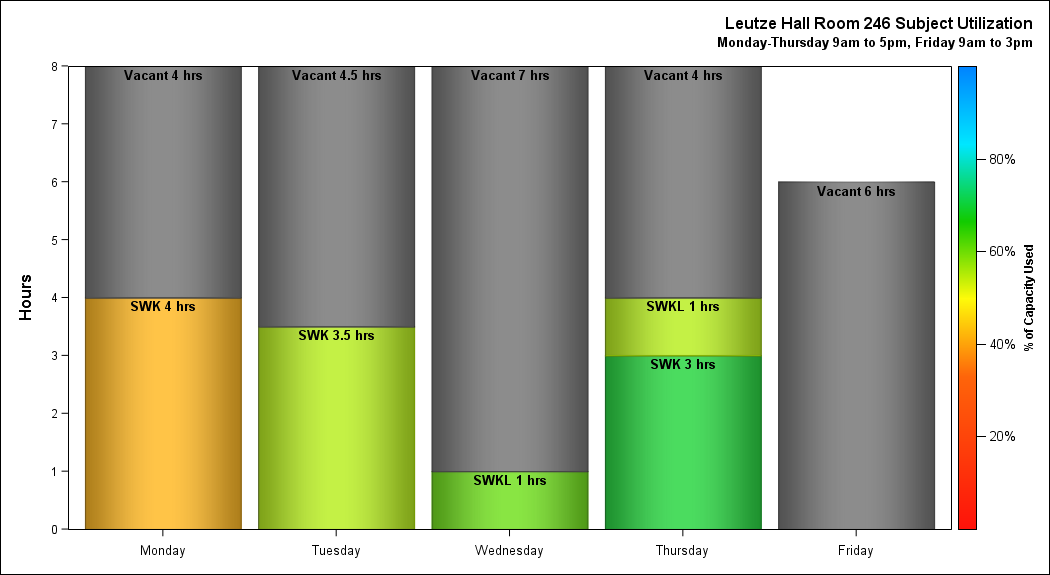 Leutze Hall Room 246 Subject Utilization
Monday-Thursday 9am to 5pm, Friday 9am to 3pm
Hours
8
7
6
5
4
3
2
1
0
Vacant 4 hrs
SWK 4 hrs
Vacant 4.5 hrs
SWK 3.5 hrs
Vacant 7 hrs
SWKL 1 hrs
Vacant 4 hrs
SWKL 1 hrs
SWK 3 hrs
Vacant 6 hrs
Monday
Tuesday
Wednesday
Thursday
Friday
80%
60%
40%
20%
% of Capacity Used